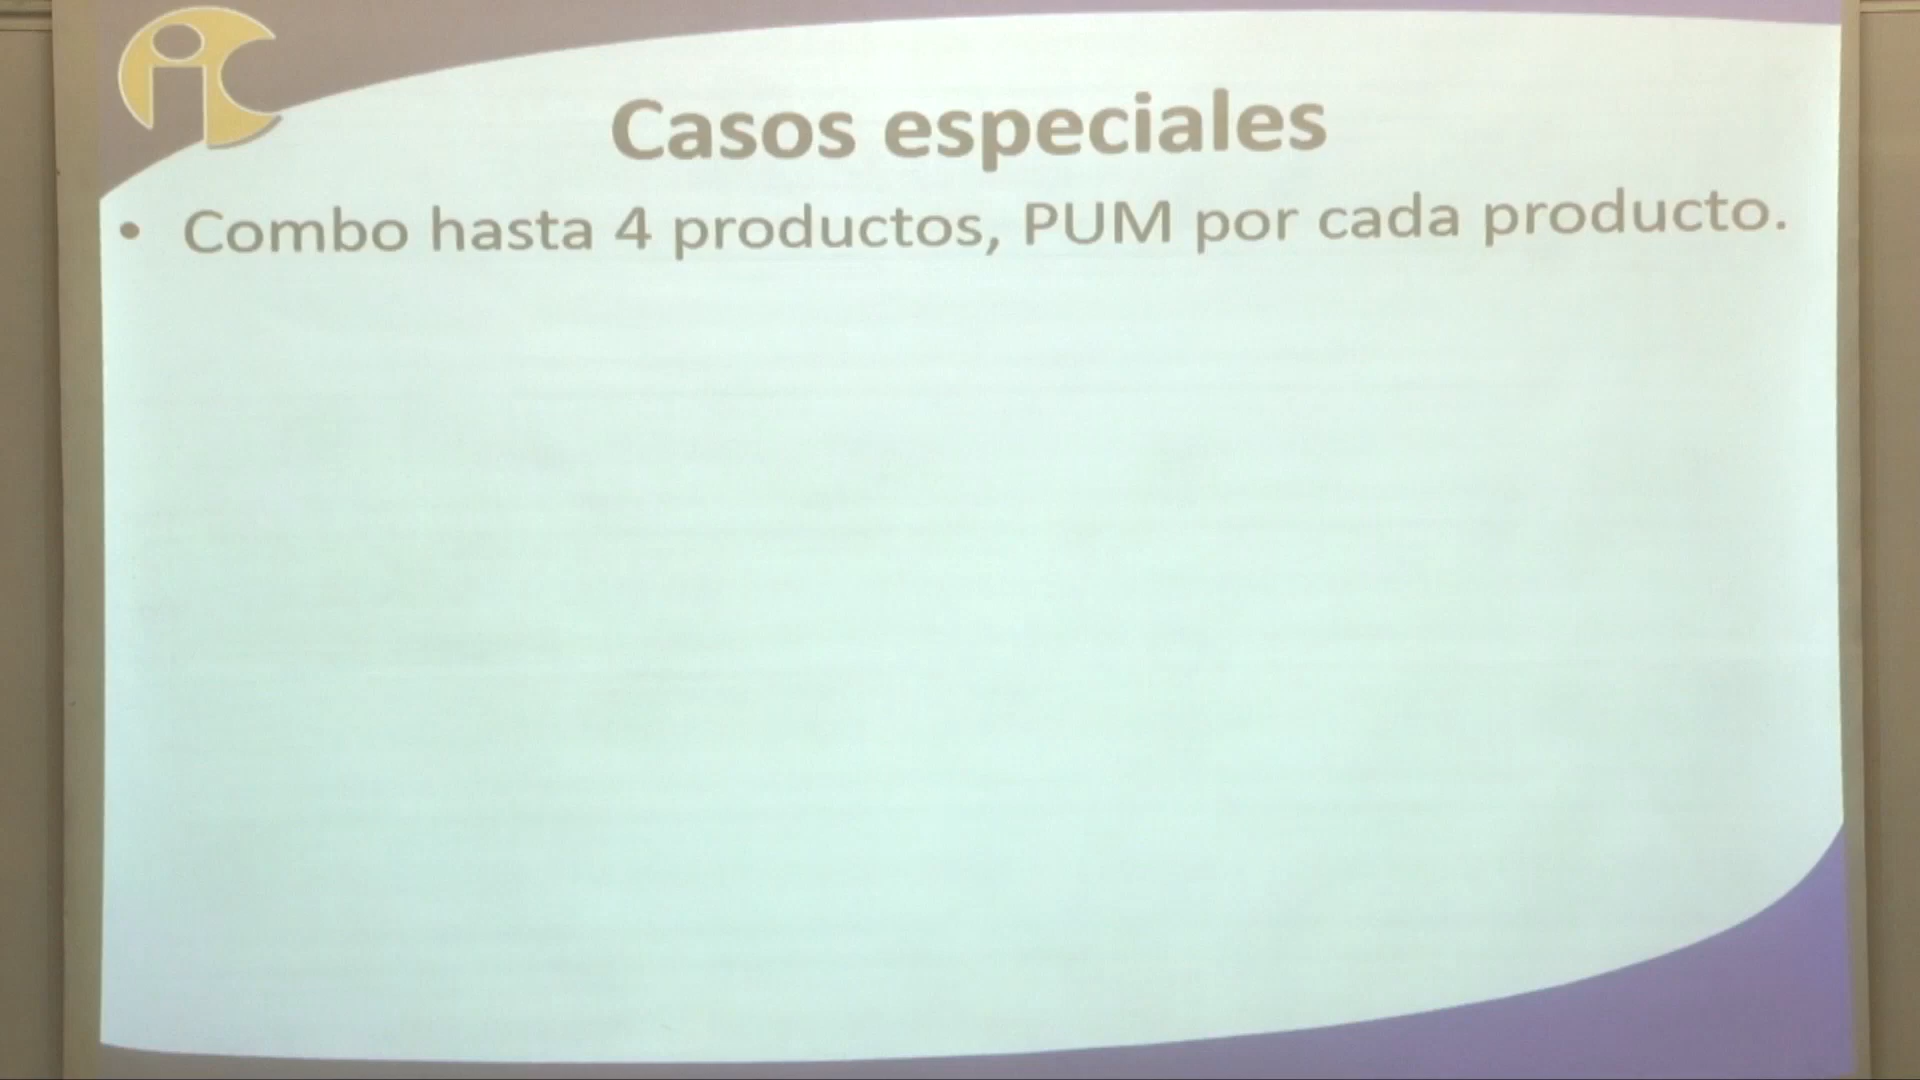 Casos especiales
• Combo hasta 4 productos, PUM por cada producto.